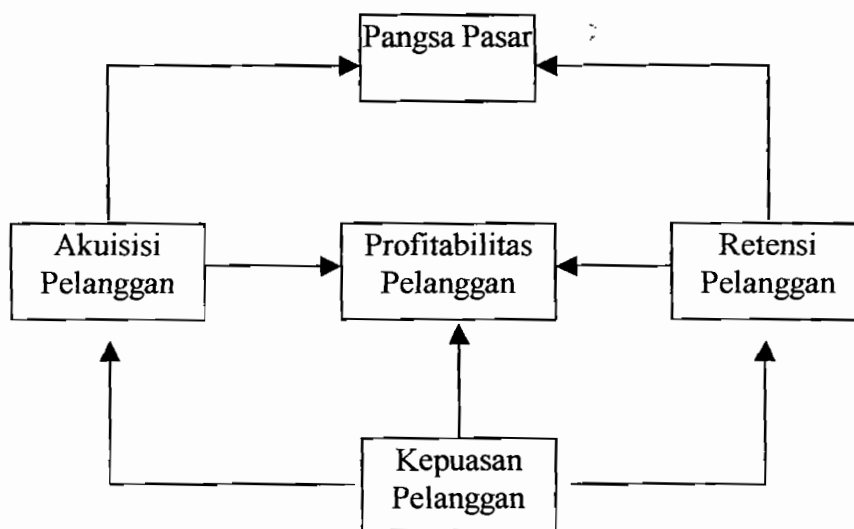 Pangsa Pasar
Akuisisi
Pelanggan
Profitabilitas
Pelanggan
Retensi
Pelanggan
Kepuasan
Pelanggan